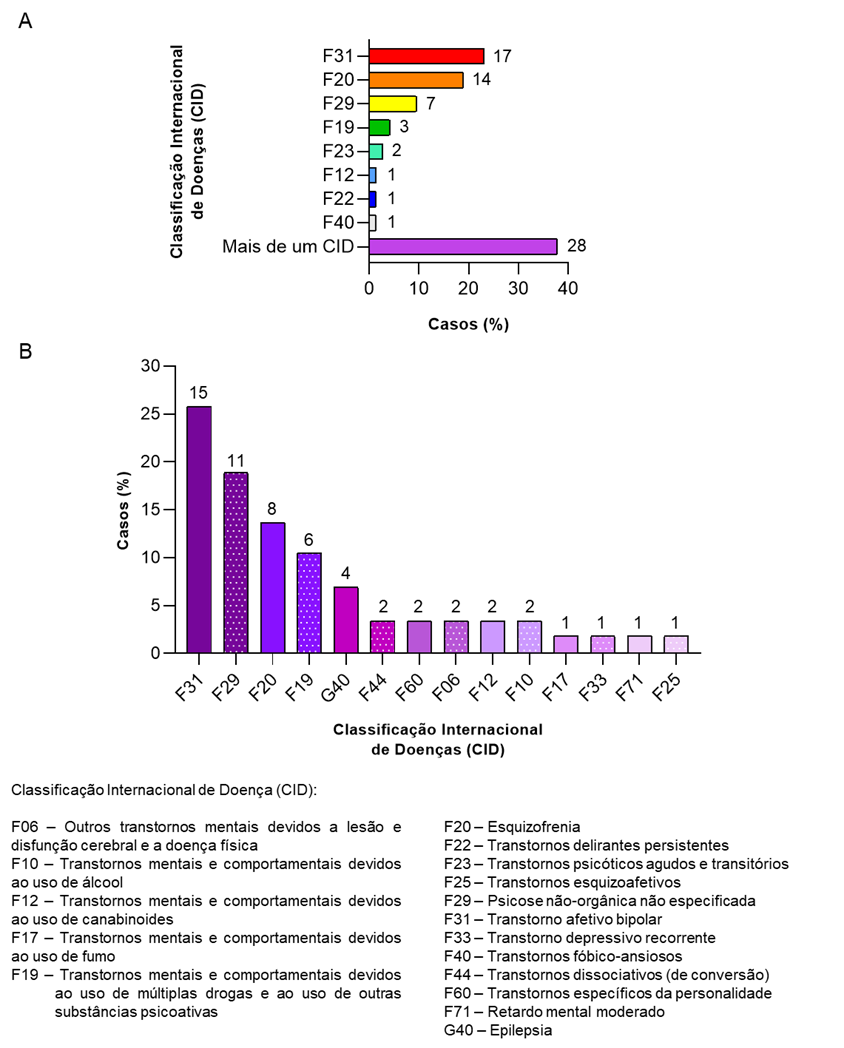 A
Classificação Internacional
de Doenças (CID)
F31 17
F20 14
F29 7
F19 3
F23 2
F12 1
F22 1
F40 1
Mais de um CID 28
0 10 20 30 40
Casos (%)
B
Casos (%)
30
25
20
15
10
5
0
15 11 8 6 4 2 2 2 2 2 1 1 1 1
F31 F29 F20 F19 G40 F44 F60 F06 F12 F10 F17 F33 F71 F25
Classificação Internacional
de Doenças (CID)
Classificação Internacional de Doença (CID):
F06 – Outros transtornos mentais devidos a lesão e
disfunção cerebral e a doença física
F10 – Transtornos mentais e comportamentais devidos
ao uso de álcool
F12 – Transtornos mentais e comportamentais devidos
ao uso de canabinoides
F17 – Transtornos mentais e comportamentais devidos
ao uso de fumo
F19 – Transtornos mentais e comportamentais devidos
ao uso de múltiplas drogas e ao uso de outras
substâncias psicoativas
F20 – Esquizofrenia
F22 – Transtornos delirantes persistentes
F23 – Transtornos psicóticos agudos e transitórios
F25 – Transtornos esquizoafetivos
F29 – Psicose não-orgânica não especificada
F31 – Transtorno afetivo bipolar
F33 – Transtorno depressivo recorrente
F40 – Transtornos fóbico-ansiosos
F44 – Transtornos dissociativos (de conversão)
F60 – Transtornos específicos da personalidade
F71 – Retardo mental moderado
G40 – Epilepsia